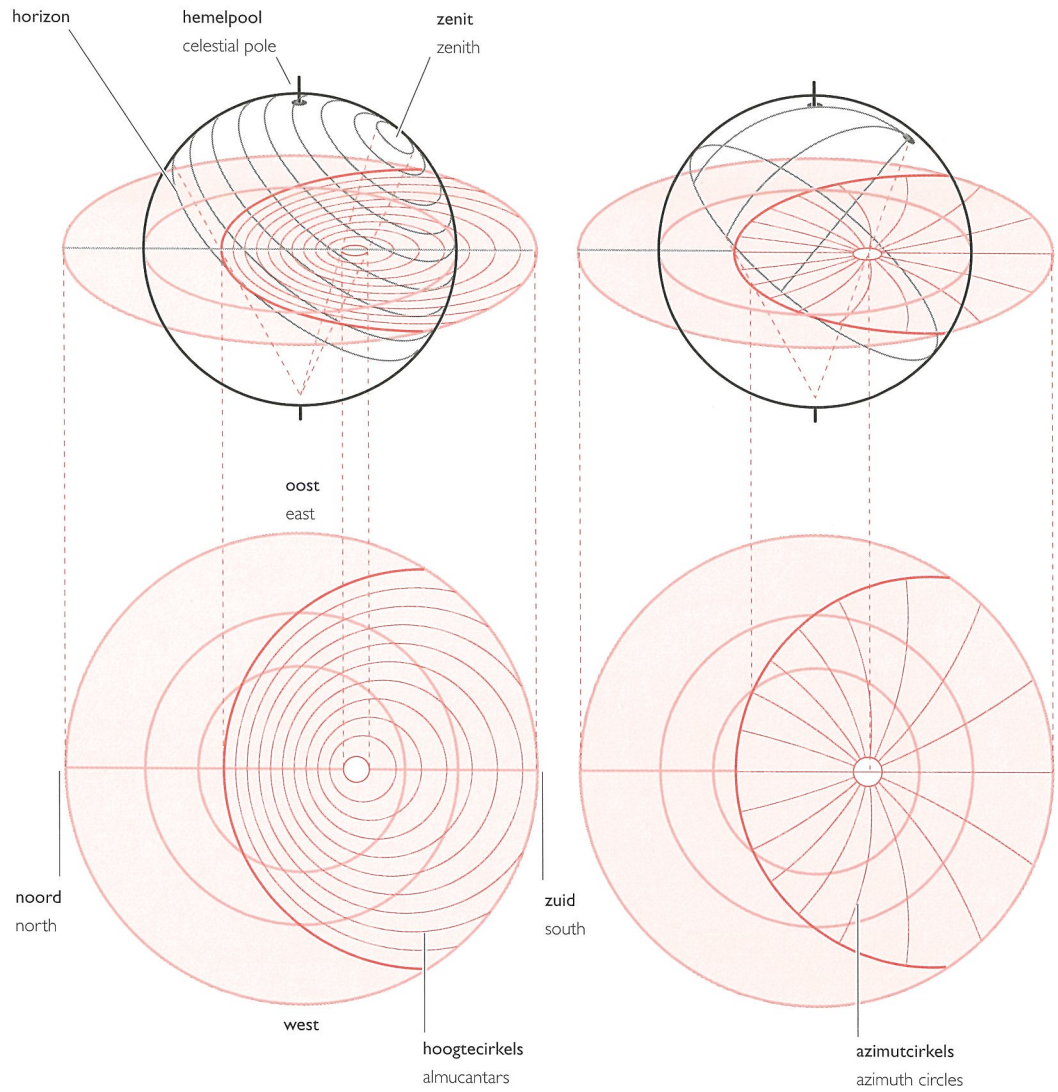 horizon
hemelpool
celestial pole
zenit
zenith
oost
east
noord
north
zuid
south
west
hoogtecirkels
almucantars
azimutcirkels
azimuth circles